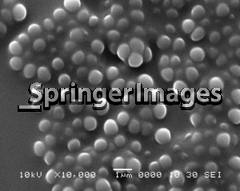 SpringerImages
10kV X10,000 1µm 0000 10 30 SEI